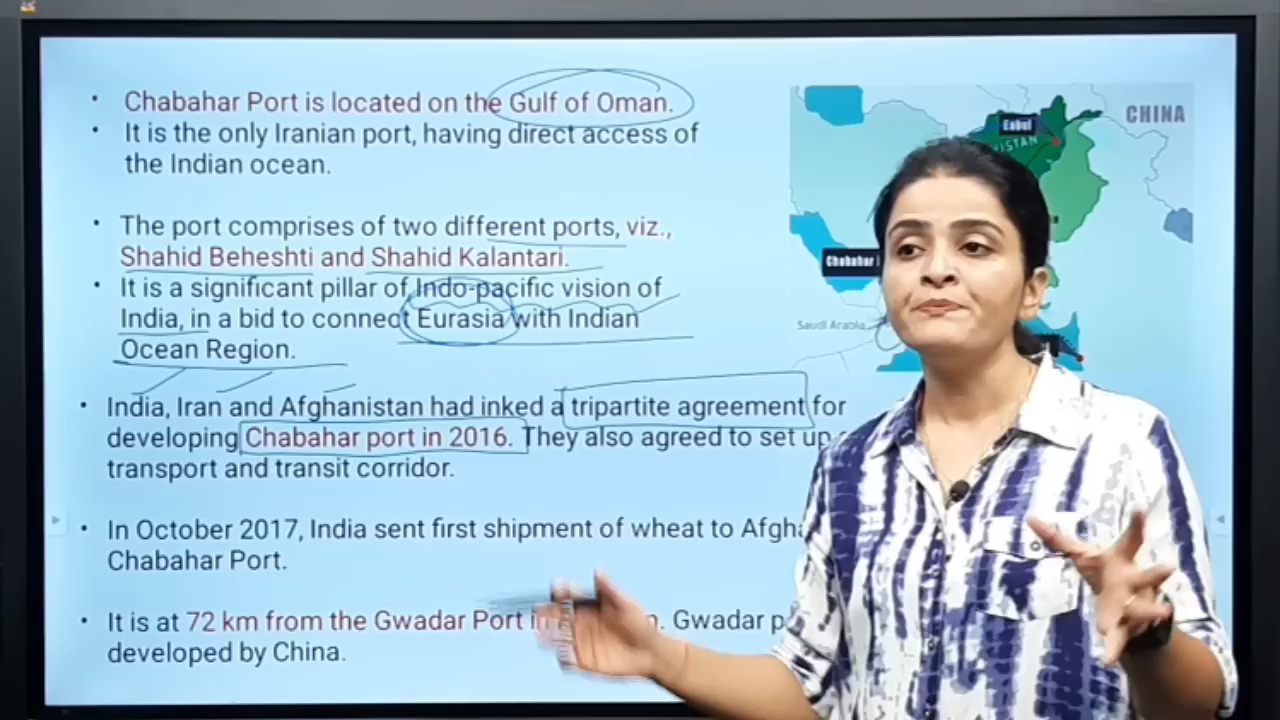 Chabahar Port is located on the Gulf of Oman.
It is the only Iranian port, having direct access of
the Indian ocean.
The port comprises of two different ports, viz.,
Shahid Beheshti and Shahid Kalantari.
It is a significant pillar of Indo-pacific vision of
India, in a bid to connect Eurasia with Indian
Ocean Region.
India, Iran and Afghanistan had inked a tripartite agreement for
developing Chabahar port in 2016. They also agreed to set up
transport and transit corridor.
In October 2017, India sent first shipment of wheat to
Chabahar Port.
It is at 72 km from the Gwadar Port in Gwadar
developed by China.
CHINA
Kabul
Chabahar
Saudi Arabia